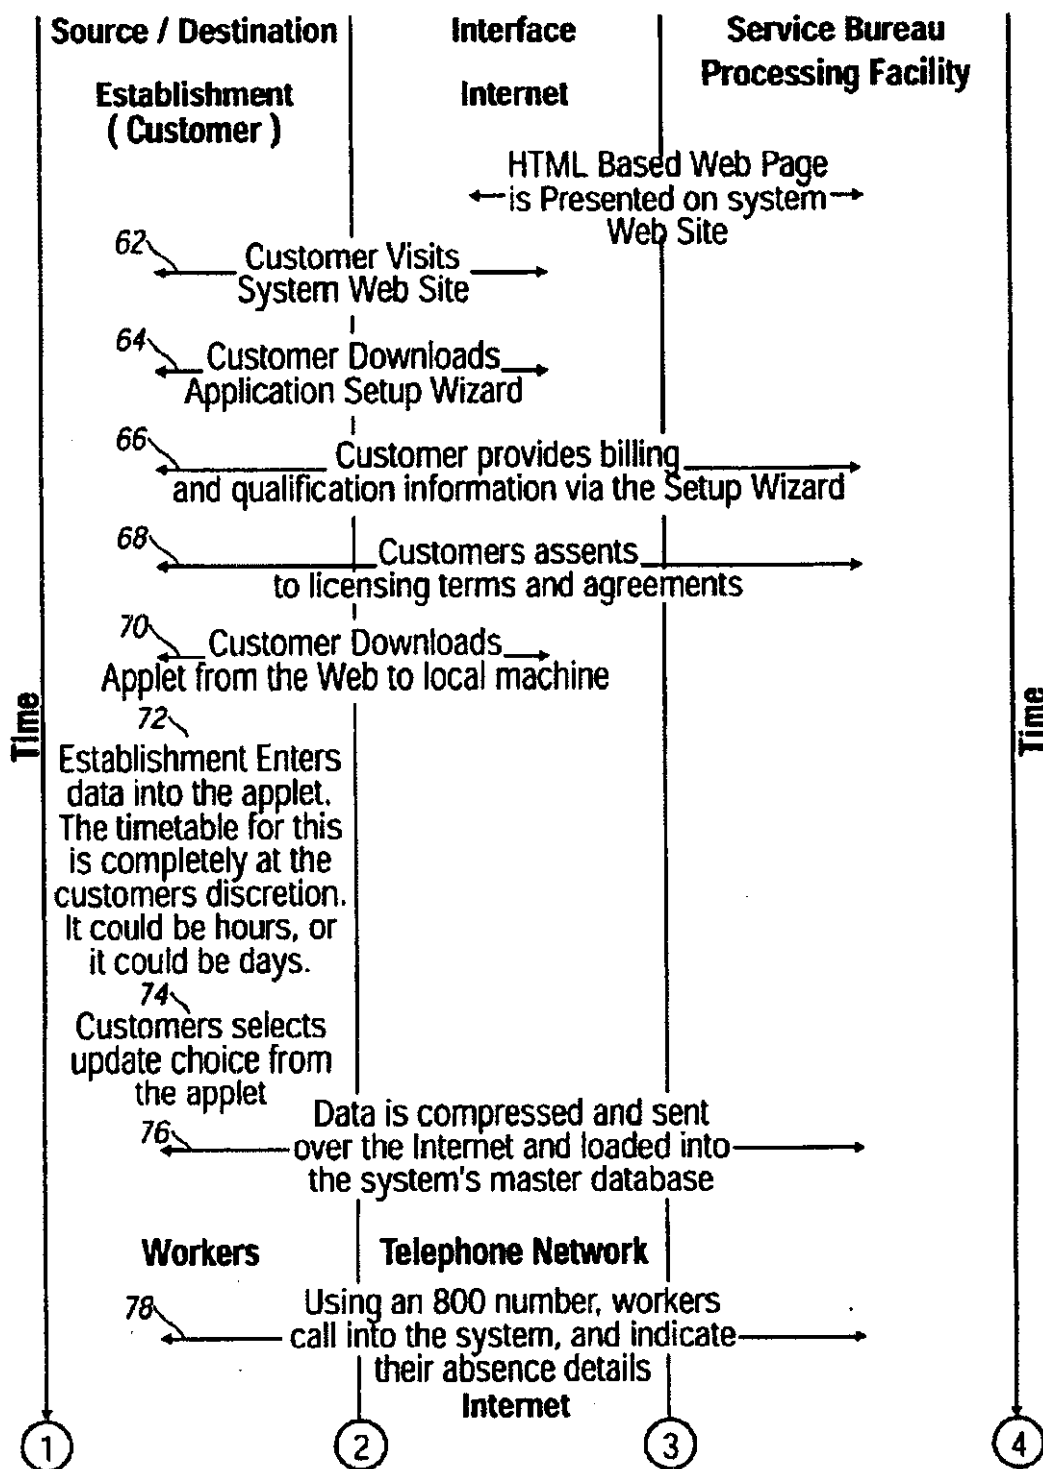 Source / Destination
Interface
Service Bureau
Processing Facility
Establishment
( Customer )
Internet
HTML Based Web Page
is Presented on system
Web Site
62
Customer Visits
System Web Site
64
Customer Downloads
Application Setup Wizard
66
Customer provides billing
and qualification information via the Setup Wizard
68
Customers assents
to licensing terms and agreements
70
Customer Downloads
Applet from the Web to local machine
Time
Time
72
Establishment Enters
data into the applet.
The timetable for this
is completely at the
customers discretion.
It could be hours, or
it could be days.
74
Customers selects
update choice from
the applet
76
Data is compressed and sent
over the Internet and loaded into
the system's master database
Workers
Telephone Network
78
Using an 800 number, workers
call into the system, and indicate
their absence details
Internet
1
2
3
4